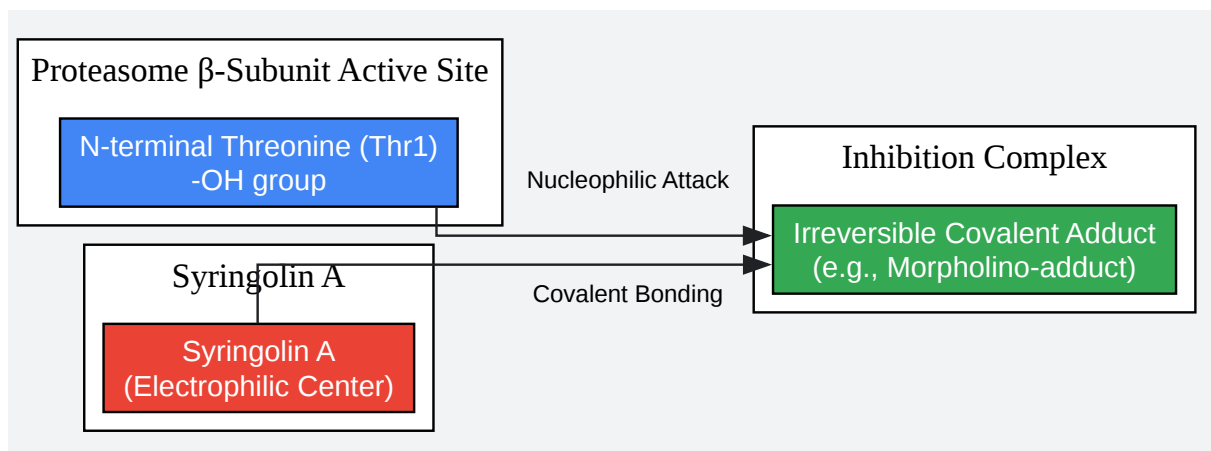 Proteasome β-Subunit Active Site
N-terminal Threonine (Thr1)
-OH group
Nucleophilic Attack
Inhibition Complex
Irreversible Covalent Adduct
(e.g., Morpholino-adduct)
Syringolin A
Covalent Bonding
Syringolin A
(Electrophilic Center)